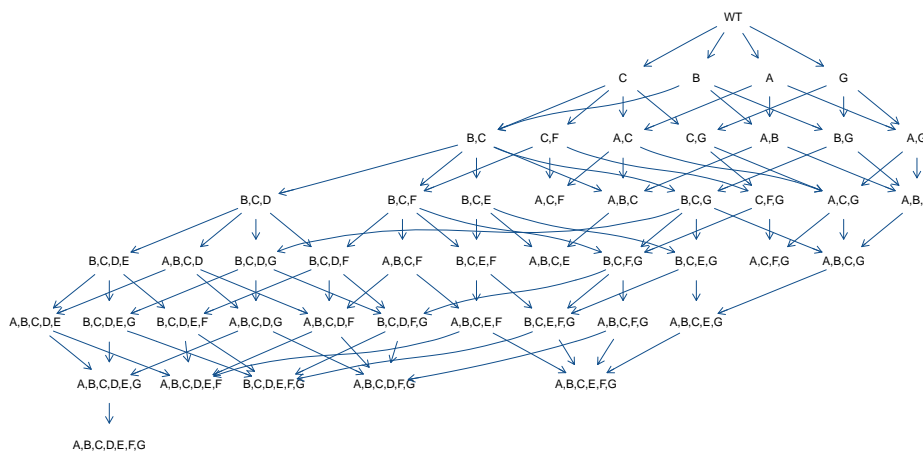 WT
C B A G
B,C C,F A,C C,G A,B B,G A,G
B,C,D B,C,F B,C,E A,C,F A,B,C B,C,G C,F,G A,C,G A,B,
B,C,D,E A,B,C,D B,C,D,G B,C,D,F A,B,C,F B,C,E,F A,B,C,E B,C,F,G B,C,E,G A,C,F,G A,B,C,G
A,B,C,D,E B,C,D,E,G B,C,D,E,F A,B,C,D,G A,B,C,D,F B,C,D,F,G A,B,C,E,F B,C,E,F,G A,B,C,F,G A,B,C,E,G
A,B,C,D,E,G A,B,C,D,E,F B,C,D,E,F,G A,B,C,D,F,G A,B,C,E,F,G
A,B,C,D,E,F,G